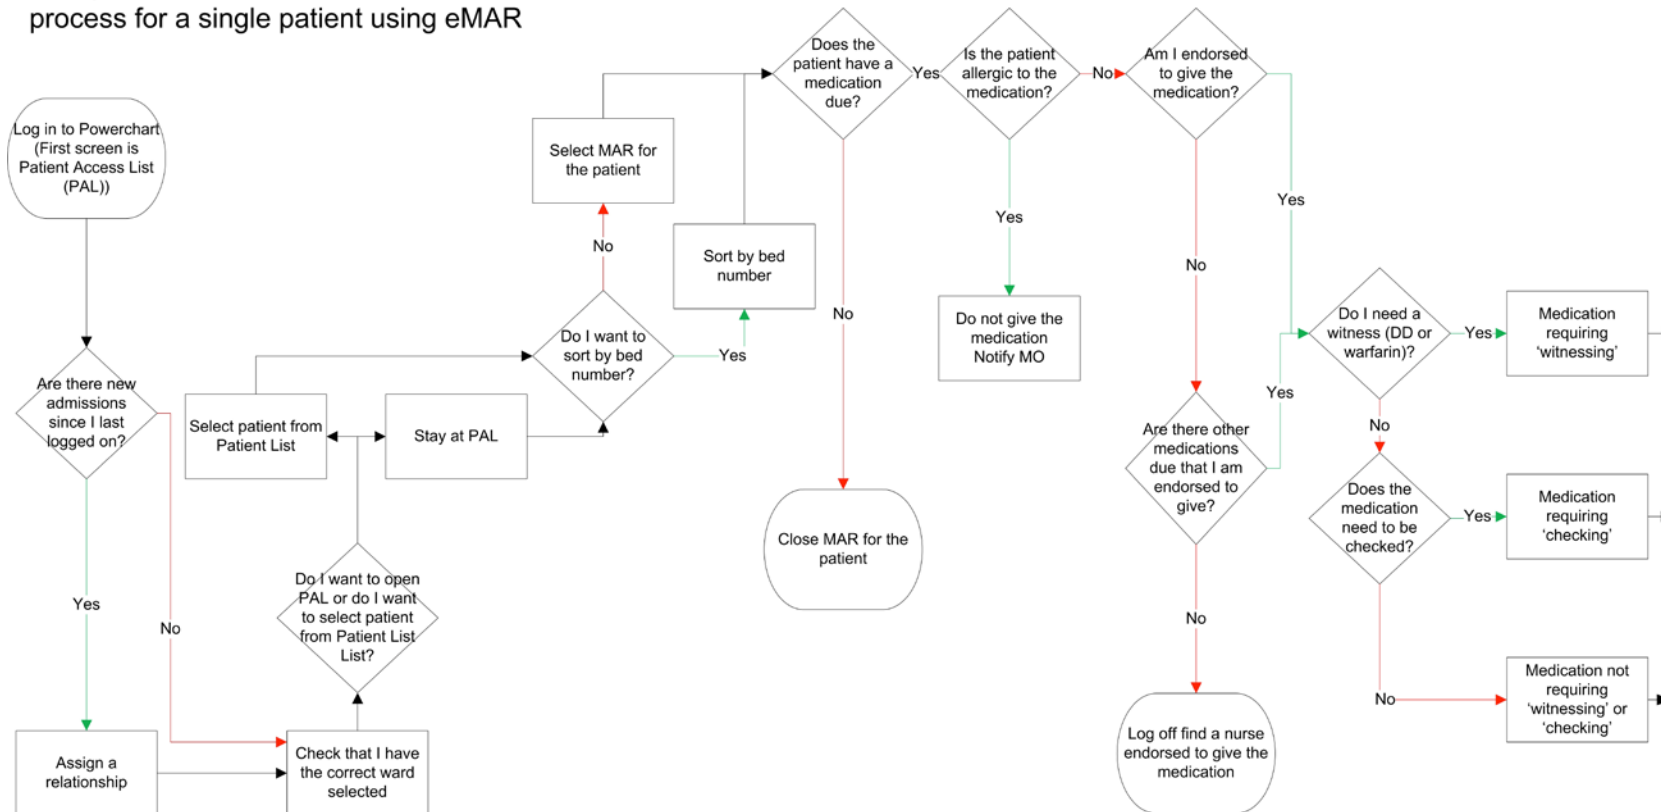 process for a single patient using eMAR
Log in to Powerchart
(First screen is
Patient Access List
(PAL))
Are there new
admissions
since I last
logged on?
Yes
No
Assign a
relationship
Check that I have
the correct ward
selected
Do I want to open
PAL or do I want
to select patient
from Patient List
List?
Select patient from
Patient List
Stay at PAL
Do I want to
sort by bed
number?
No
Yes
Select MAR for
the patient
Sort by bed
number
Does the
patient have a
medication
due?
Yes
No
Close MAR for the
patient
Is the patient
allergic to the
medication?
No
Yes
Do not give the
medication
Notify MO
Am I endorsed
to give the
medication?
Yes
No
Are there other
medications
due that I am
endorsed to
give?
Yes
No
Log off find a nurse
endorsed to give the
medication
Do I need a
witness (DD or
warfarin)?
Yes
No
Medication
requiring
‘witnessing’
Does the
medication
need to be
checked?
Yes
No
Medication
requiring
‘checking’
Medication not
requiring
‘witnessing’ or
‘checking’